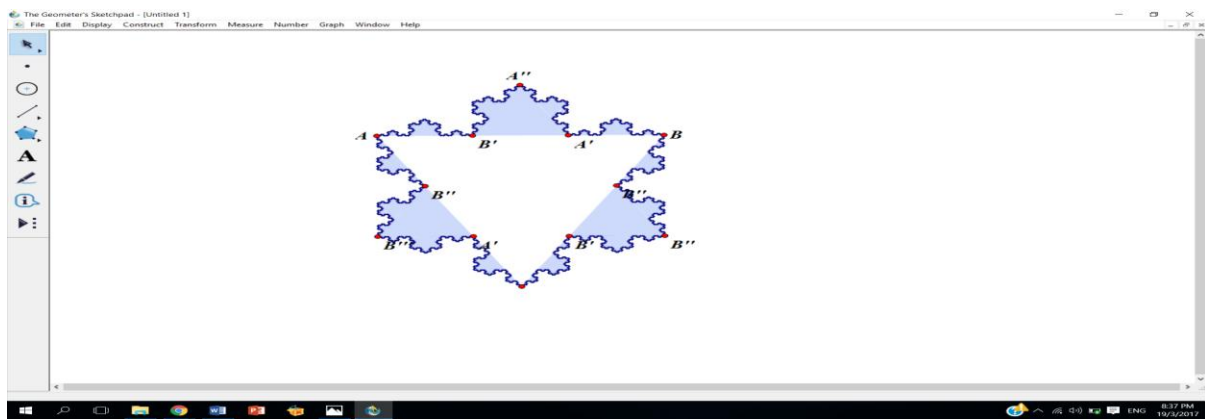 The Geometer's Sketchpad - [Untitled 1]
File Edit Display Construct Transform Measure Number Graph Window Help
A''
A
B'
A'
B
B''
B''
B''
A'
B'
B''
A
ENG
8:37 PM
19/3/2017